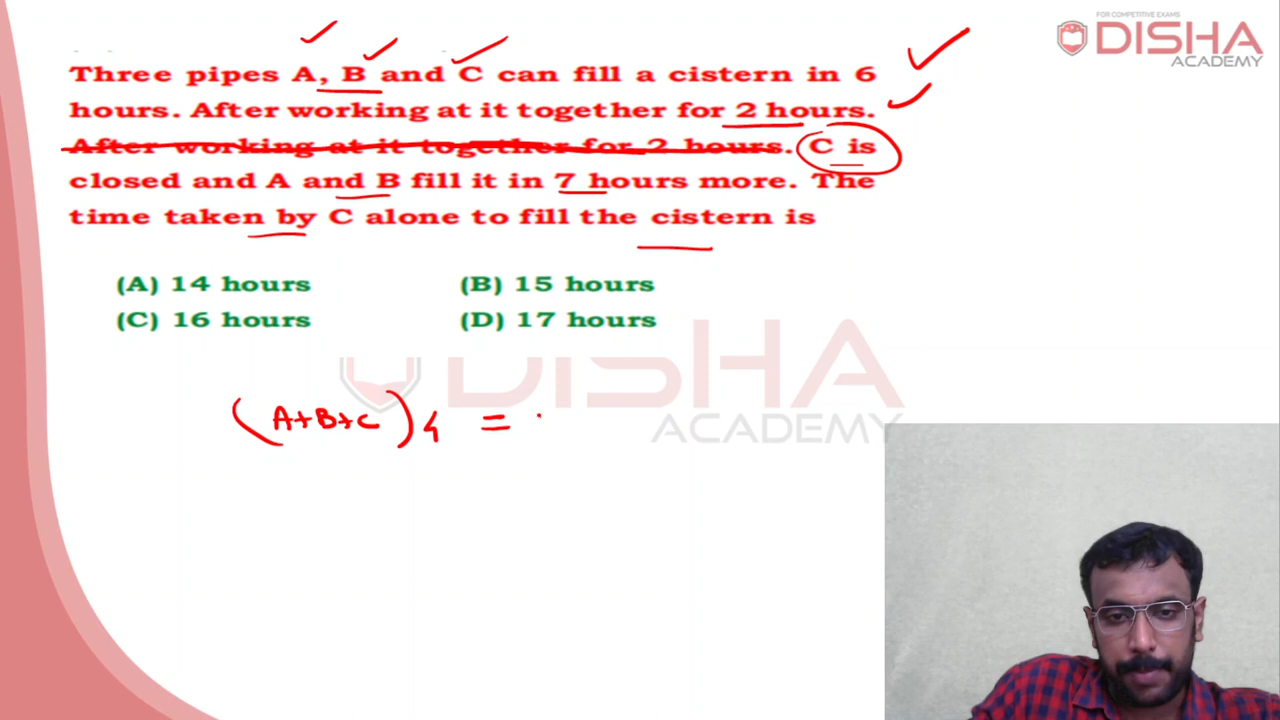 FOR COMPETITIVE EXAMS
DISHA
ACADEMY
Three pipes A, B and C can fill a cistern in 6
hours. After working at it together for 2 hours.
After working at it together for 2 hours. C is
closed and A and B fill it in 7 hours more. The
time taken by C alone to fill the cistern is
(A) 14 hours (B) 15 hours
(C) 16 hours (D) 17 hours
DISHA
ACADEMY
(A+B+C) 4 =